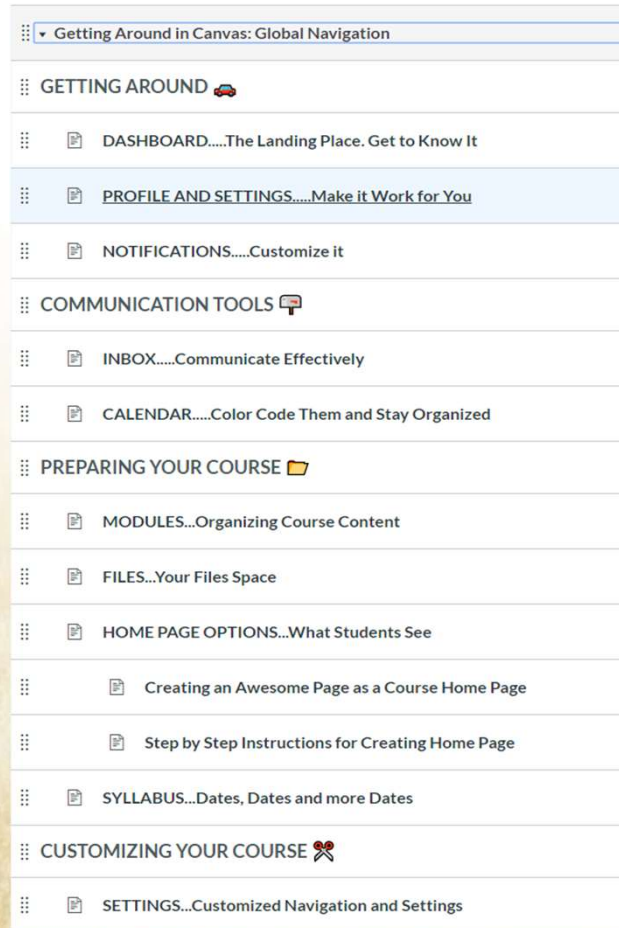 Getting Around in Canvas: Global Navigation
GETTING AROUND
DASHBOARD.....The Landing Place. Get to Know It
PROFILE AND SETTINGS.....Make it Work for You
NOTIFICATIONS.....Customize it
COMMUNICATION TOOLS
INBOX.....Communicate Effectively
CALENDAR.....Color Code Them and Stay Organized
PREPARING YOUR COURSE
MODULES...Organizing Course Content
FILES...Your Files Space
HOME PAGE OPTIONS...What Students See
Creating an Awesome Page as a Course Home Page
Step by Step Instructions for Creating Home Page
SYLLABUS...Dates, Dates and more Dates
CUSTOMIZING YOUR COURSE
SETTINGS...Customized Navigation and Settings